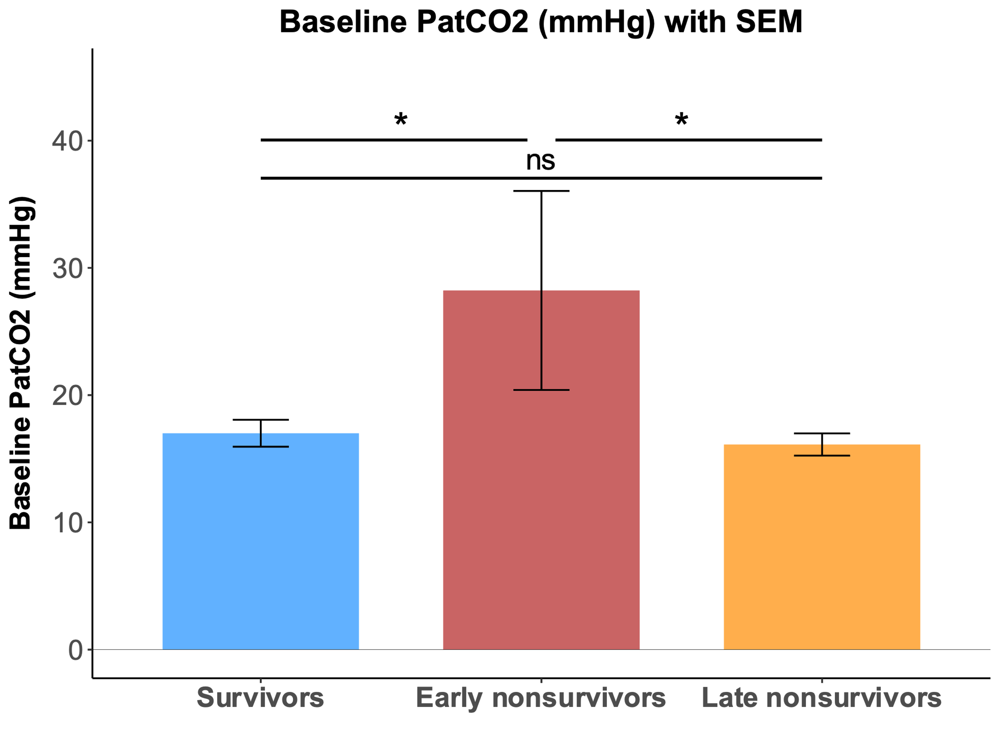 Baseline PatCO2 (mmHg) with SEM
Baseline PatCO2 (mmHg)
40
30
20
10
0
* *
ns
Survivors Early nonsurvivors Late nonsurvivors